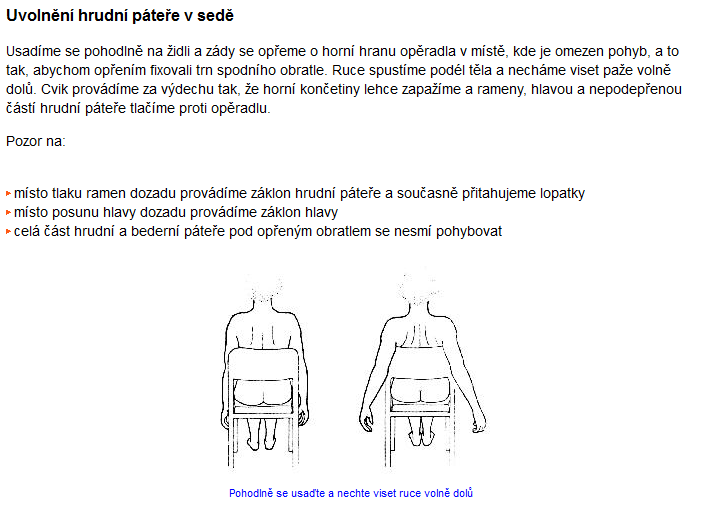 Uvolnění hrudní páteře v sedě
Usadíme se pohodlně na židli a zády se opřeme o horní hranu opěradla v místě, kde je omezen pohyb, a to
tak, abychom opřením fixovali trn spodního obratle. Ruce spustíme podél těla a necháme viset paže volně
dolů. Cvik provádíme za výdechu tak, že horní končetiny lehce zapažíme a rameny, hlavou a nepodepřenou
částí hrudní páteře tlačíme proti opěradlu.
Pozor na:
místo tlaku ramen dozadu provádíme záklon hrudní páteře a současně přitahujeme lopatky
místo posunu hlavy dozadu provádíme záklon hlavy
celá část hrudní a bederní páteře pod opřeným obratlem se nesmí pohybovat
Pohodlně se usaďte a nechte viset ruce volně dolů